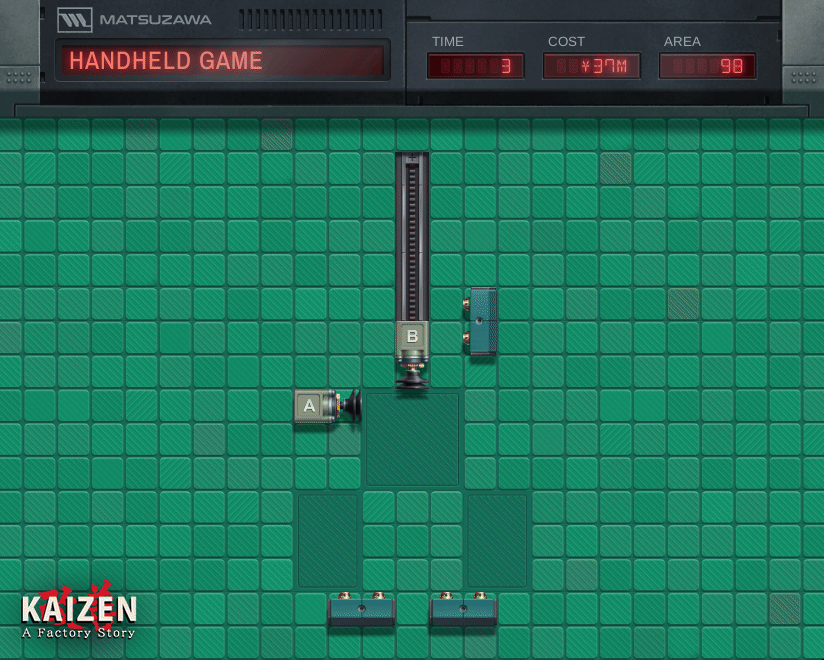 MATSUZAWA
HANDHELD GAME
TIME
3
COST
¥37M
AREA
98
B
A
KAIZEN
A Factory Story